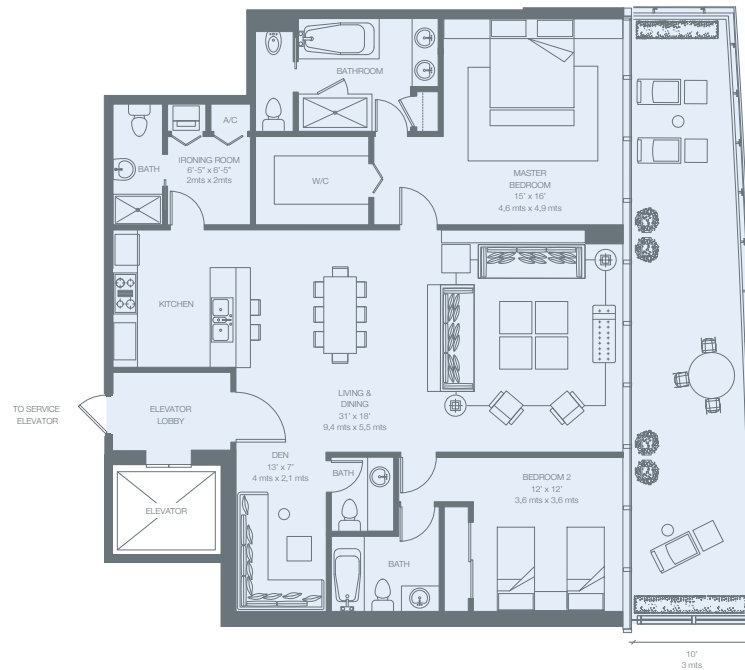 BATHROOM
A/C
BATH
IRONING ROOM
6'-5" x 6'-5"
2mts x 2mts
W/C
MASTER
BEDROOM
15' x 16'
4,6 mts x 4,9 mts
KITCHEN
TO SERVICE
ELEVATOR
ELEVATOR
LOBBY
LIVING &
DINING
31' x 18'
9,4 mts x 5,5 mts
DEN
13' x 7'
4 mts x 2,1 mts
BATH
BEDROOM 2
12' x 12'
3,6 mts x 3,6 mts
ELEVATOR
BATH
10'
3 mts